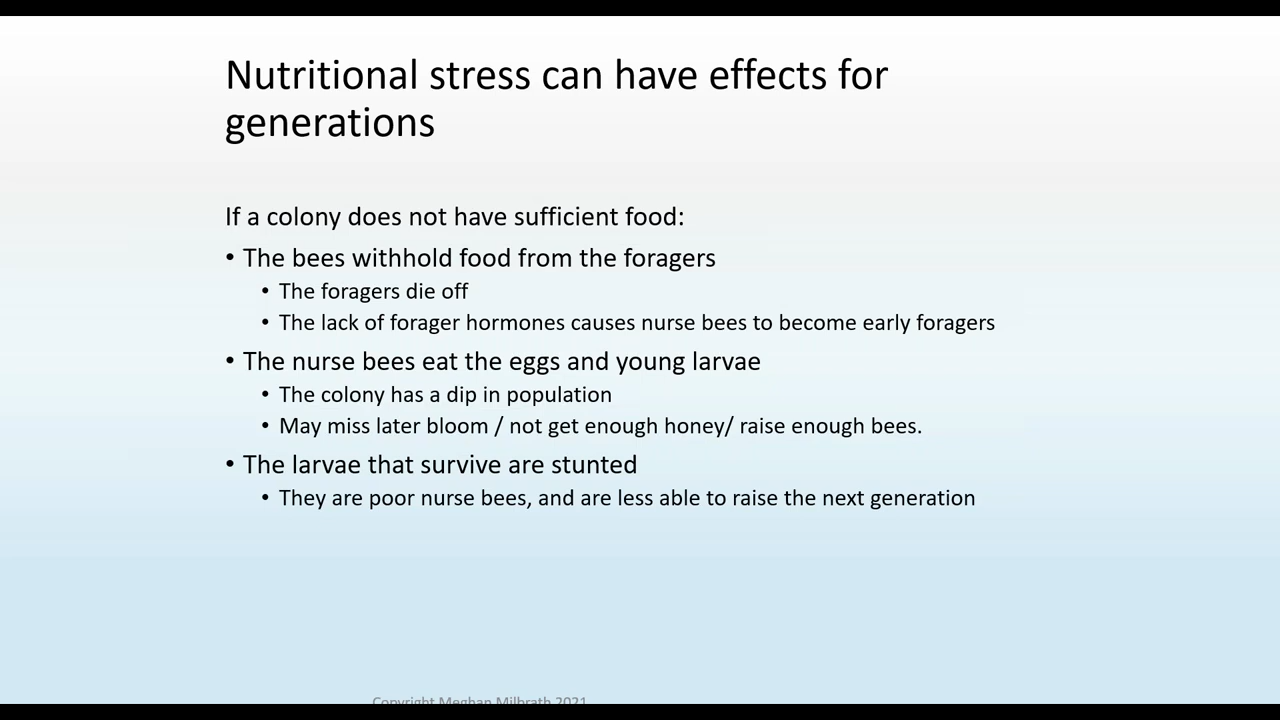 Nutritional stress can have effects for
generations
If a colony does not have sufficient food:
• The bees withhold food from the foragers
• The foragers die off
• The lack of forager hormones causes nurse bees to become early foragers
• The nurse bees eat the eggs and young larvae
• The colony has a dip in population
• May miss later bloom / not get enough honey/ raise enough bees.
• The larvae that survive are stunted
• They are poor nurse bees, and are less able to raise the next generation
Copyright Meghan Milbrath 2021